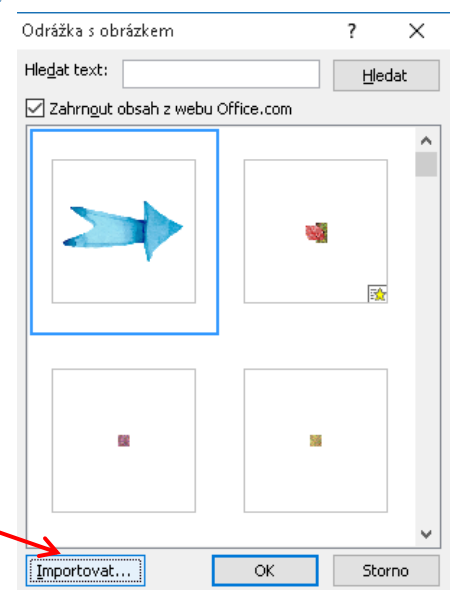 Odrážka s obrázkem
Hledat text:
Hledat
Zahrnout obsah z webu Office.com
Importovat...
OK
Storno